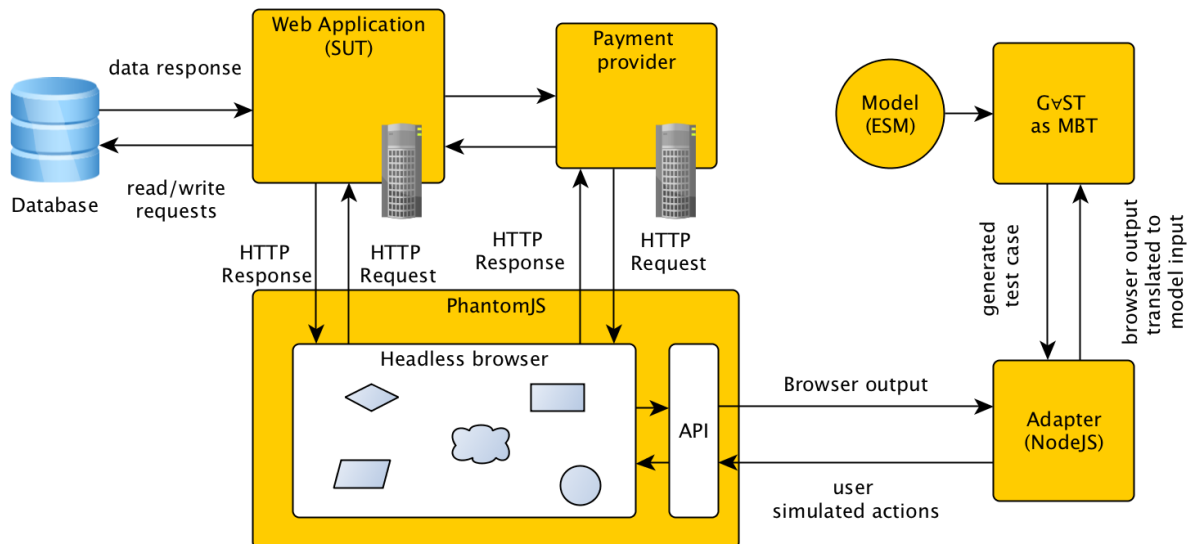 Web Application
(SUT)
Payment
provider
data response
Model
(ESM)
G∀ST
as MBT
Database
read/write
requests
HTTP
Response
HTTP
Request
HTTP
Response
HTTP
Request
generated
test case
browser output
translated to
model input
PhantomJS
Headless browser
API
Browser output
Adapter
(NodeJS)
user
simulated actions